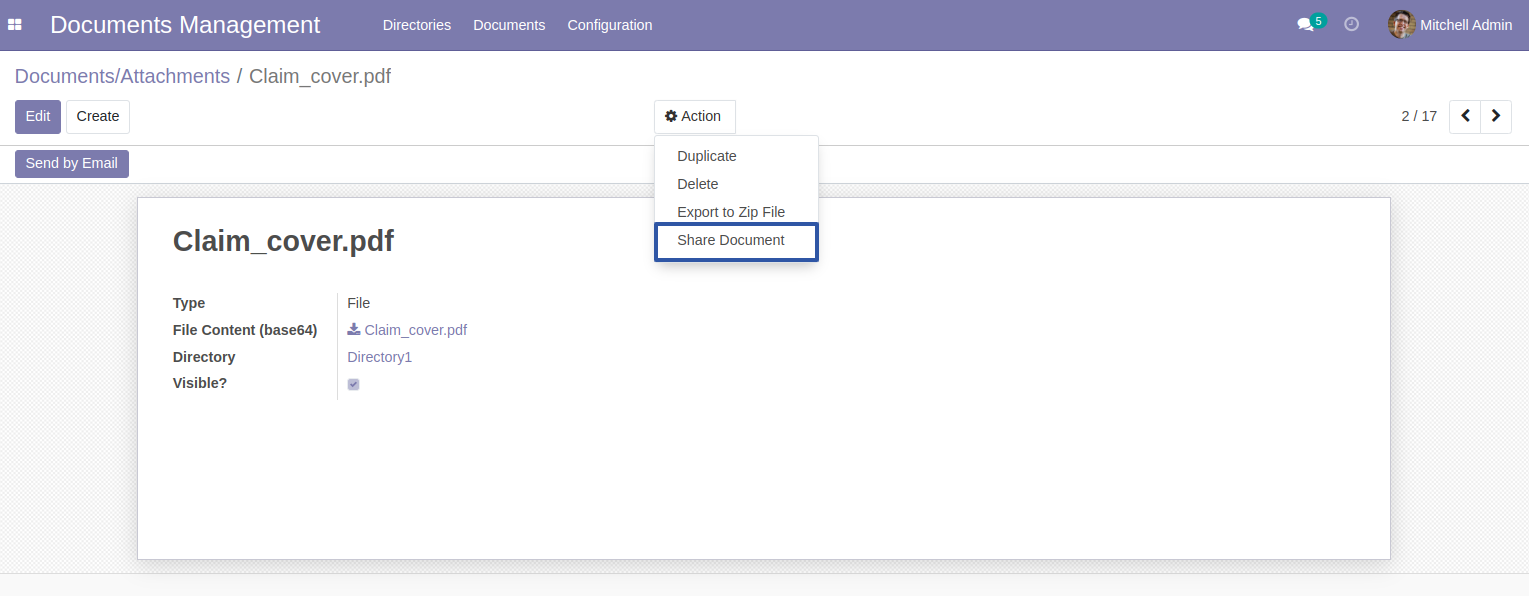 Documents Management Directories Documents Configuration 5 Mitchell Admin
Documents/Attachments / Claim_cover.pdf
Edit Create Action 2 / 17
Send by Email
Duplicate
Delete
Export to Zip File
Share Document
Claim_cover.pdf
Type File
File Content (base64) Claim_cover.pdf
Directory Directory1
Visible?